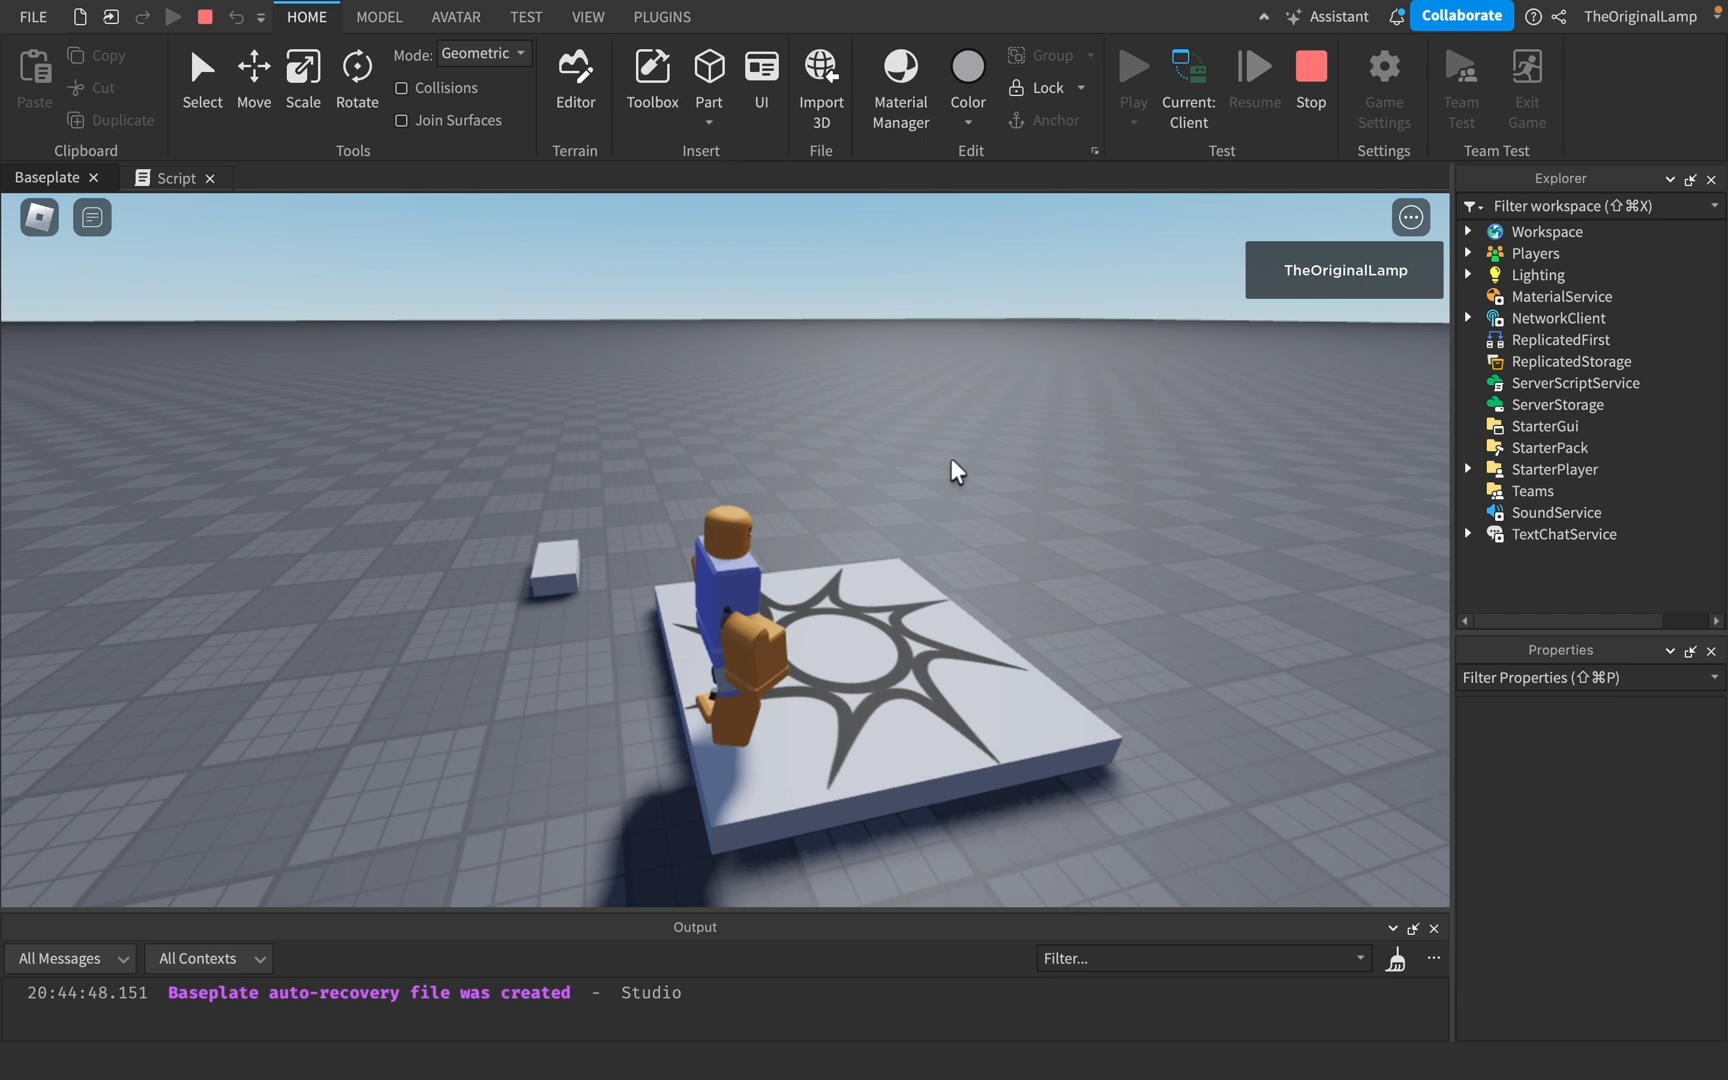 FILE HOME MODEL AVATAR TEST VIEW PLUGINS Assistant Collaborate TheOriginalLamp
Paste Copy Cut Duplicate
Clipboard
Select Move Scale Rotate
Mode: Geometric
Collisions
Join Surfaces
Tools
Editor
Terrain
Toolbox Part UI
Insert
Import
3D
File
Material
Manager
Color
Group
Lock
Anchor
Edit
Play
Current:
Client
Resume Stop
Test
Game
Settings
Settings
Team
Test
Exit
Game
Team Test
Baseplate Script
TheOriginalLamp
Explorer
Filter workspace (⇧⌘X)
Workspace
Players
Lighting
MaterialService
NetworkClient
ReplicatedFirst
ReplicatedStorage
ServerScriptService
ServerStorage
StarterGui
StarterPack
StarterPlayer
Teams
SoundService
TextChatService
Properties
Filter Properties (⇧⌘P)
Output
All Messages All Contexts Filter...
20:44:48.151 Baseplate auto-recovery file was created - Studio